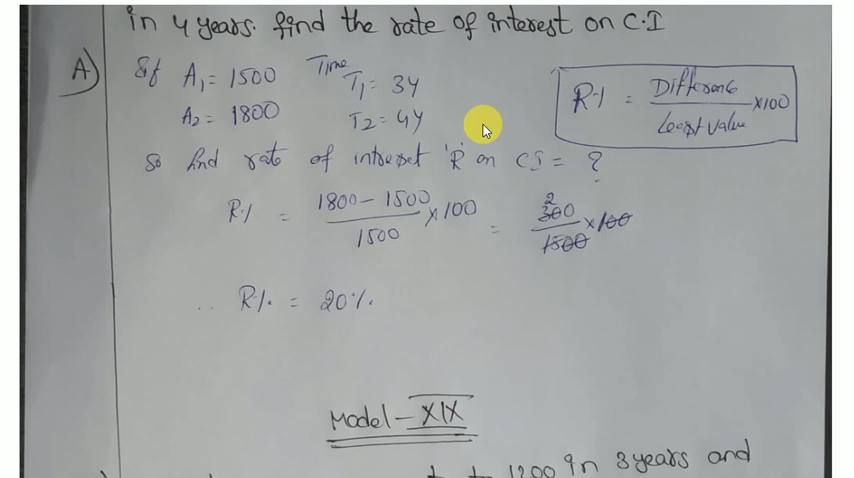 in 4 years. find the rate of interest on C.I
A) If A₁ = 1500 Time T₁ = 3Y
A₂ = 1800 T₂ = 4Y
R% = Difference / Least value × 100
So find rate of intrest 'R' on CI = ?
R% = 1800 - 1500 / 1500 × 100 = 300 / 1500 × 100
2
∴ R% = 20%.
Model - XIX
1200 in 3 years and